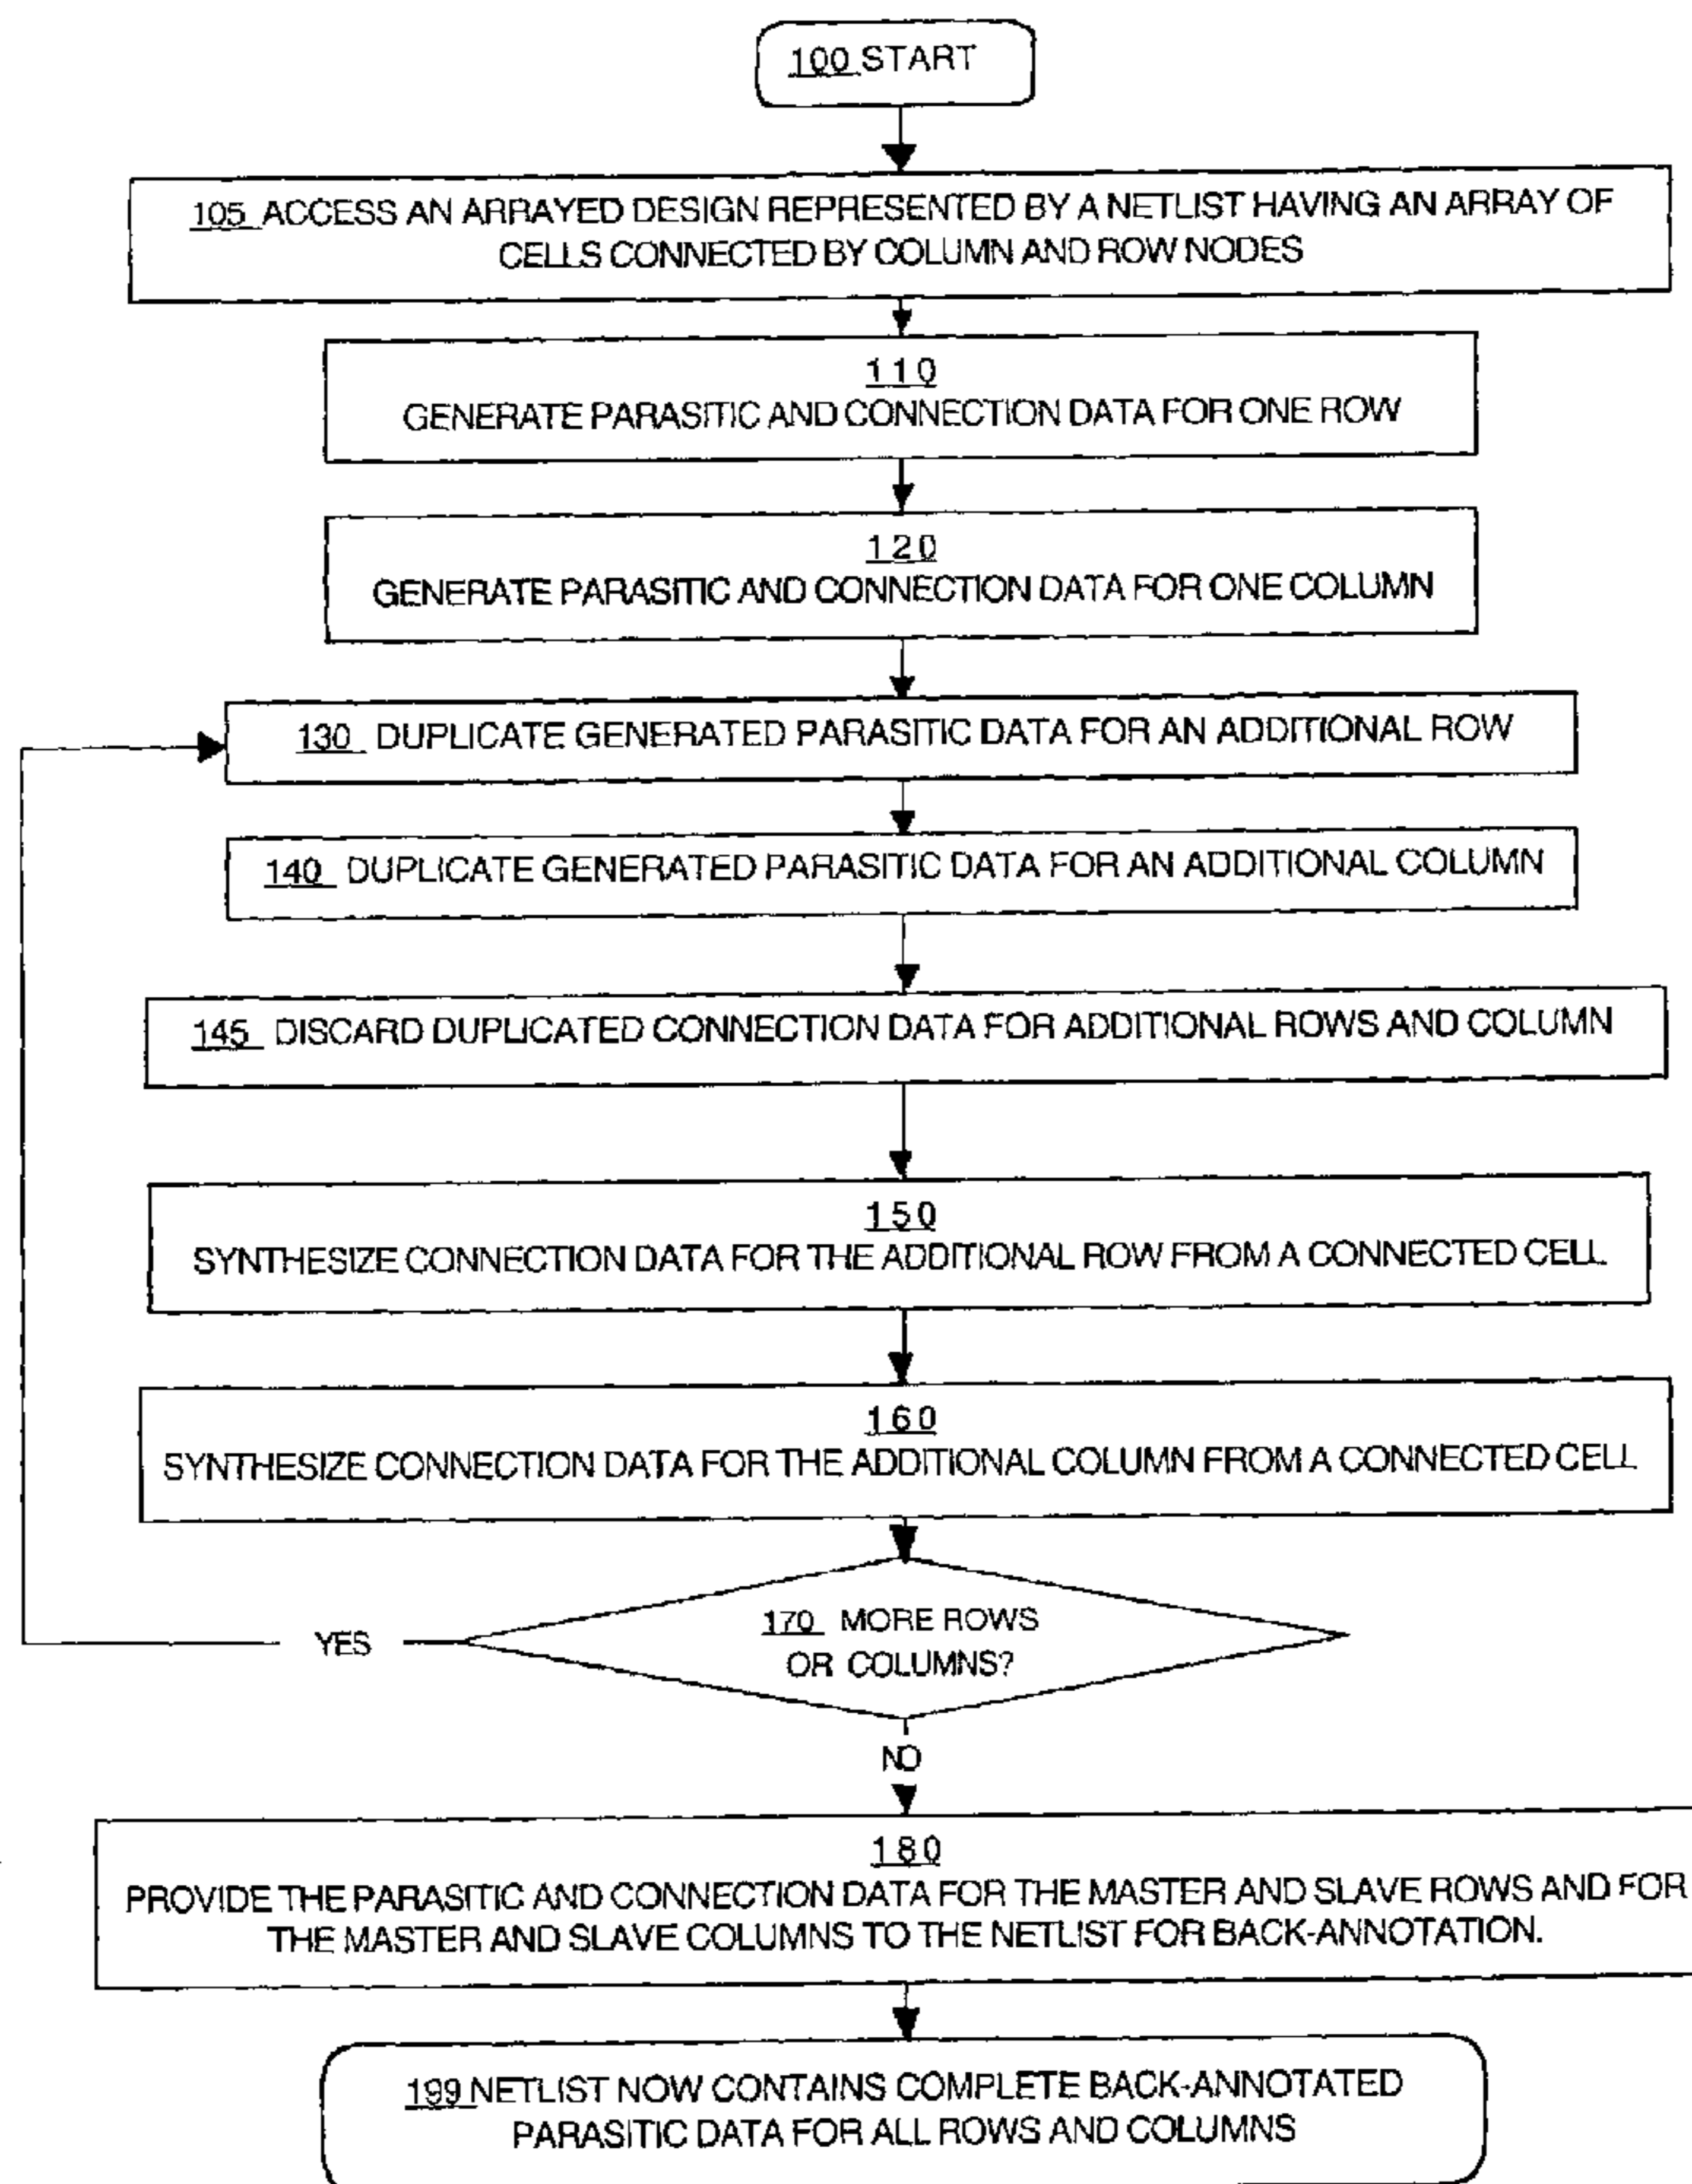 100 START
105 ACCESS AN ARRAYED DESIGN REPRESENTED BY A NETLIST HAVING AN ARRAY OF
CELLS CONNECTED BY COLUMN AND ROW NODES
110
GENERATE PARASITIC AND CONNECTION DATA FOR ONE ROW
120
GENERATE PARASITIC AND CONNECTION DATA FOR ONE COLUMN
130 DUPLICATE GENERATED PARASITIC DATA FOR AN ADDITIONAL ROW
140 DUPLICATE GENERATED PARASITIC DATA FOR AN ADDITIONAL COLUMN
145 DISCARD DUPLICATED CONNECTION DATA FOR ADDITIONAL ROWS AND COLUMN
150
SYNTHESIZE CONNECTION DATA FOR THE ADDITIONAL ROW FROM A CONNECTED CELL
160
SYNTHESIZE CONNECTION DATA FOR THE ADDITIONAL COLUMN FROM A CONNECTED CELL
170 MORE ROWS
OR COLUMNS?
YES
NO
180
PROVIDE THE PARASITIC AND CONNECTION DATA FOR THE MASTER AND SLAVE ROWS AND FOR
THE MASTER AND SLAVE COLUMNS TO THE NETLIST FOR BACK-ANNOTATION.
199 NETLIST NOW CONTAINS COMPLETE BACK-ANNOTATED
PARASITIC DATA FOR ALL ROWS AND COLUMNS